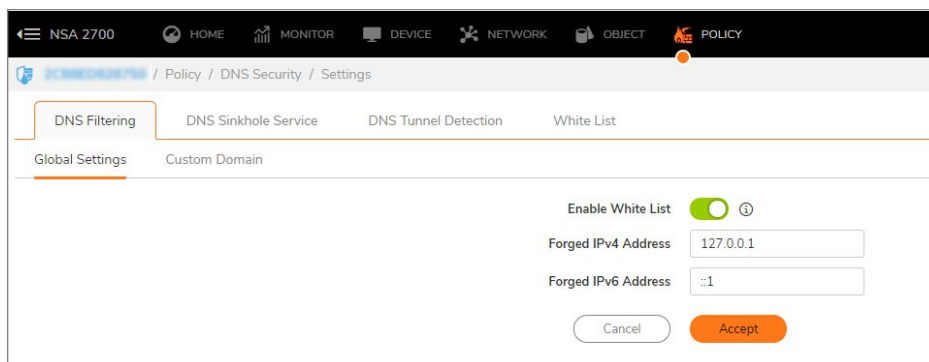 NSA 2700 HOME MONITOR DEVICE NETWORK OBJECT POLICY
/ Policy / DNS Security / Settings
DNS Filtering DNS Sinkhole Service DNS Tunnel Detection White List
Global Settings Custom Domain
Enable White List
Forged IPv4 Address 127.0.0.1
Forged IPv6 Address ::1
Cancel Accept